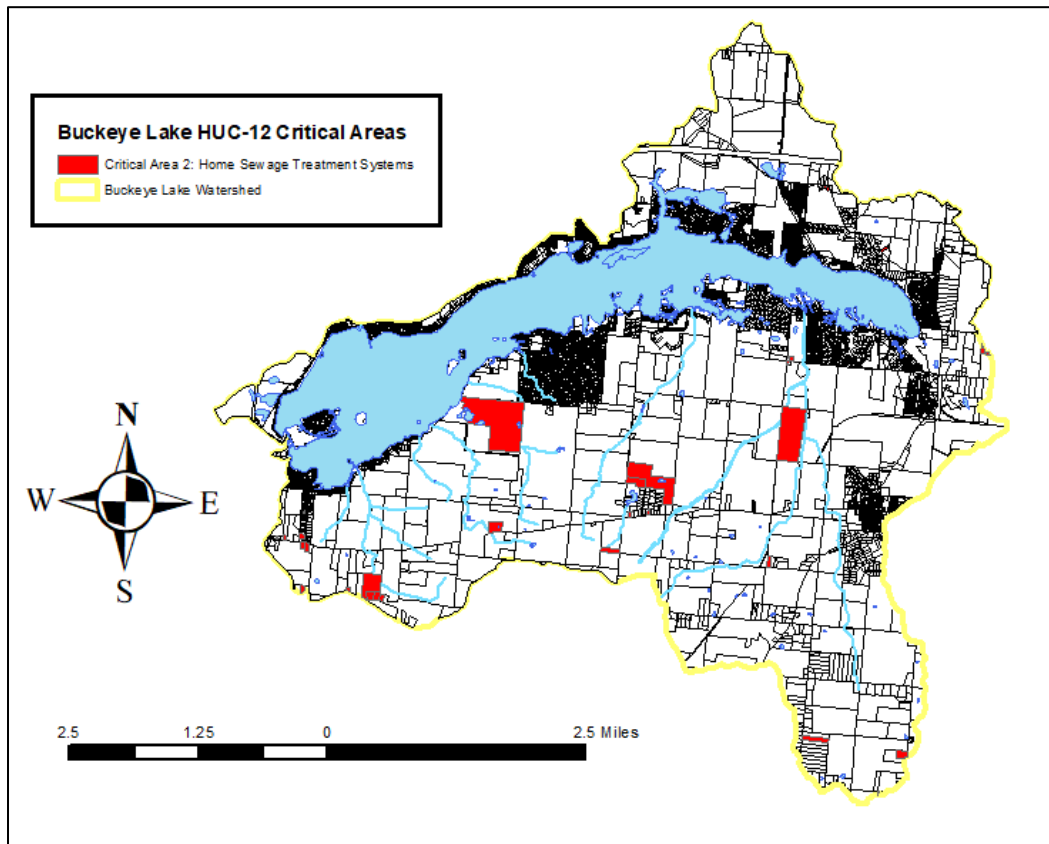 Buckeye Lake HUC-12 Critical Areas
Critical Area 2: Home Sewage Treatment Systems
Buckeye Lake Watershed
N
W E
S
2.5 1.25 0 2.5 Miles